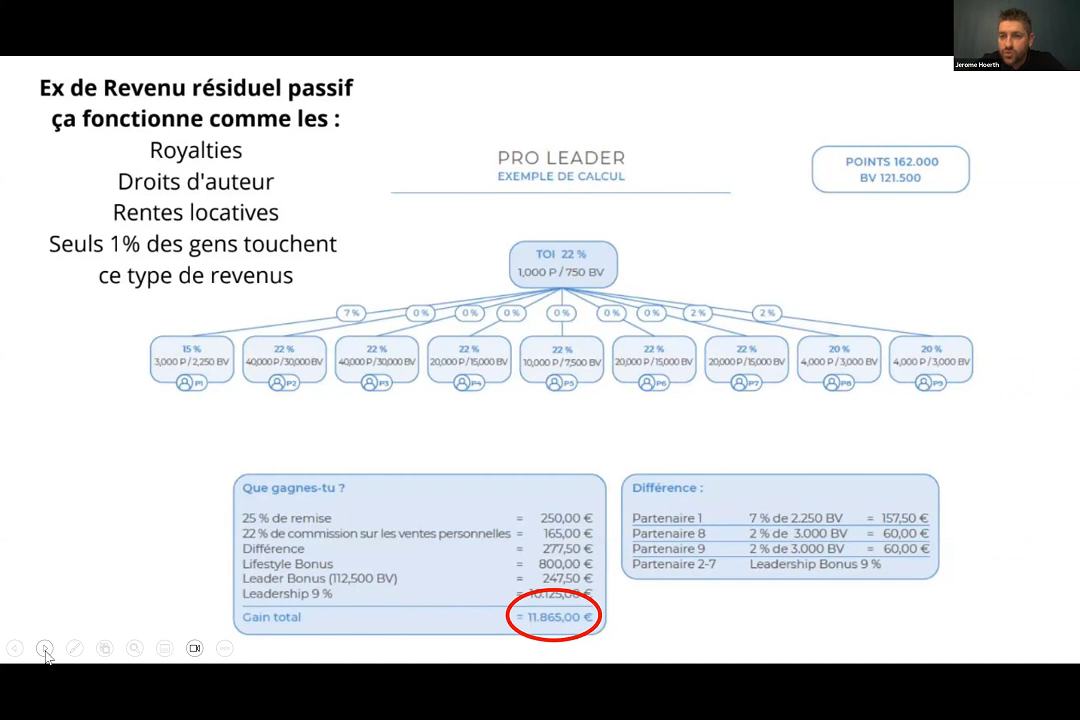 Jerome Hoerth
Ex de Revenu résiduel passif
ça fonctionne comme les :
Royalties
Droits d'auteur
Rentes locatives
Seuls 1% des gens touchent
ce type de revenus
PRO LEADER
EXEMPLE DE CALCUL
POINTS 162.000
BV 121.500
TOI 22 %
1,000 P / 750 BV
7 % 0 % 0 % 0 % 0 % 0 % 0 % 2 % 2 %
15 % 22 % 22 % 22 % 22 % 22 % 22 % 20 % 20 %
3,000 P / 2,250 BV 40,000 P / 30,000 BV 40,000 P / 30,000 BV 20,000 P / 15,000 BV 10,000 P / 7,500 BV 20,000 P / 15,000 BV 20,000 P / 15,000 BV 4,000 P / 3,000 BV 4,000 P / 3,000 BV
P1 P2 P3 P4 P5 P6 P7 P8 P9
Que gagnes-tu ?
25 % de remise = 250,00 €
22 % de commission sur les ventes personnelles = 165,00 €
Différence = 277,50 €
Lifestyle Bonus = 800,00 €
Leader Bonus (112,500 BV) = 247,50 €
Leadership 9 % = 10.125,00 €
Gain total = 11.865,00 €
Différence :
Partenaire 1 7 % de 2.250 BV = 157,50 €
Partenaire 8 2 % de 3.000 BV = 60,00 €
Partenaire 9 2 % de 3.000 BV = 60,00 €
Partenaire 2-7 Leadership Bonus 9 %